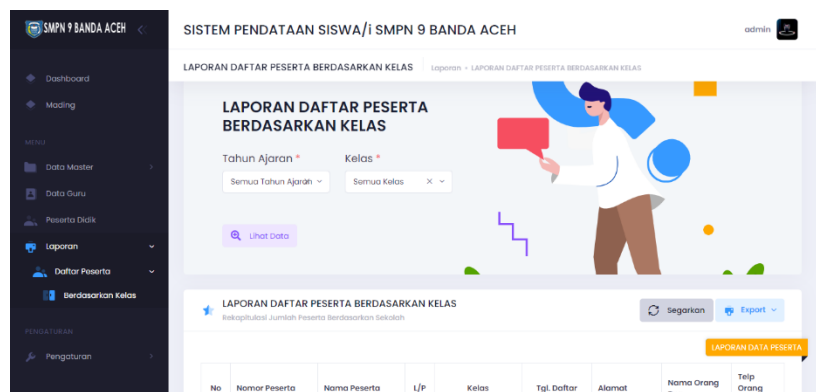 SMPN 9 BANDA ACEH
SISTEM PENDATAAN SISWA/i SMPN 9 BANDA ACEH
admin
LAPORAN DAFTAR PESERTA BERDASARKAN KELAS
Laporan - LAPORAN DAFTAR PESERTA BERDASARKAN KELAS
Dashboard
Mading
MENU
Data Master
Data Guru
Peserta Didik
Laporan
Daftar Peserta
Berdasarkan Kelas
PENGATURAN
Pengaturan
LAPORAN DAFTAR PESERTA
BERDASARKAN KELAS
Tahun Ajaran * Kelas *
Semua Tahun Ajaran Semua Kelas
Lihat Data
LAPORAN DAFTAR PESERTA BERDASARKAN KELAS
Rekapitulasi Jumlah Peserta Berdasarkan Sekolah
Segarkan Export
LAPORAN DATA PESERTA
No Nomor Peserta Nama Peserta L/P Kelas Tgl. Daftar Alamat Nama Orang Telp Orang